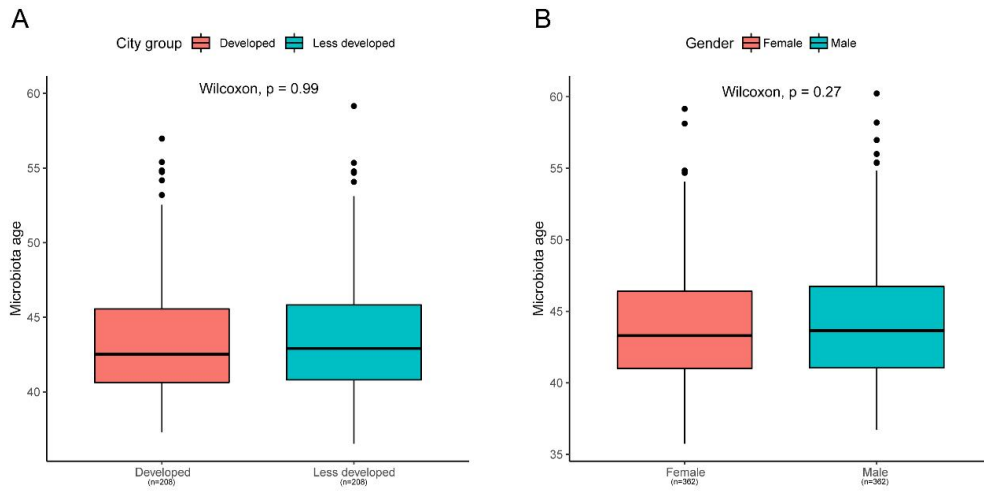 A
City group Developed Less developed
Wilcoxon, p = 0.99
Microbiota age
60
55
50
45
40
Developed
(n=208)
Less developed
(n=208)
B
Gender Female Male
Wilcoxon, p = 0.27
Microbiota age
60
55
50
45
40
35
Female
(n=362)
Male
(n=362)